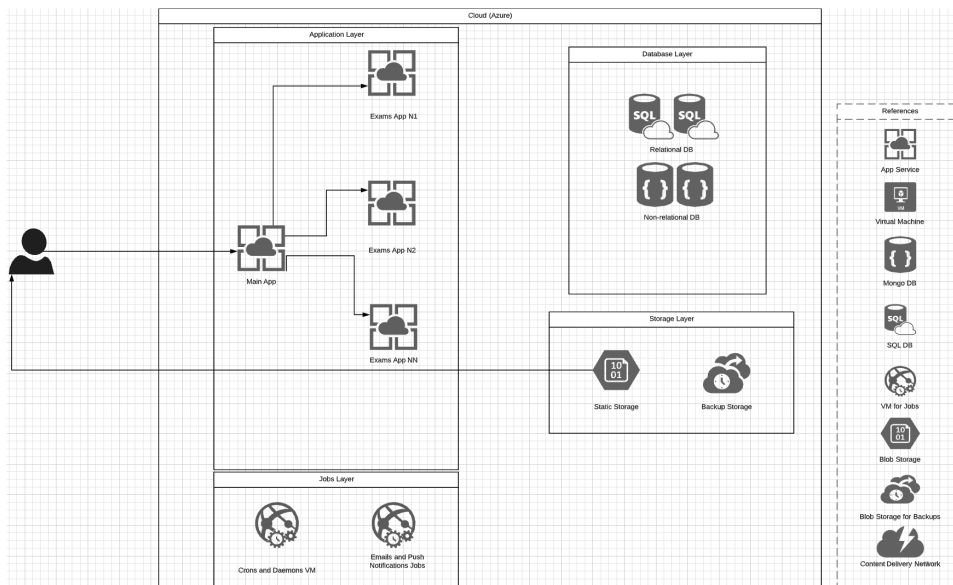 Cloud (Azure)
Application Layer
Exams App N1
Exams App N2
Main App
Exams App NN
Database Layer
SQL
SQL
Relational DB
{ }
{ }
Non-relational DB
Storage Layer
10
01
Static Storage
Backup Storage
Jobs Layer
Crons and Daemons VM
Emails and Push
Notifications Jobs
References
App Service
VM
Virtual Machine
{ }
Mongo DB
SQL
SQL DB
VM for Jobs
10
01
Blob Storage
Blob Storage for Backups
Content Delivery Network